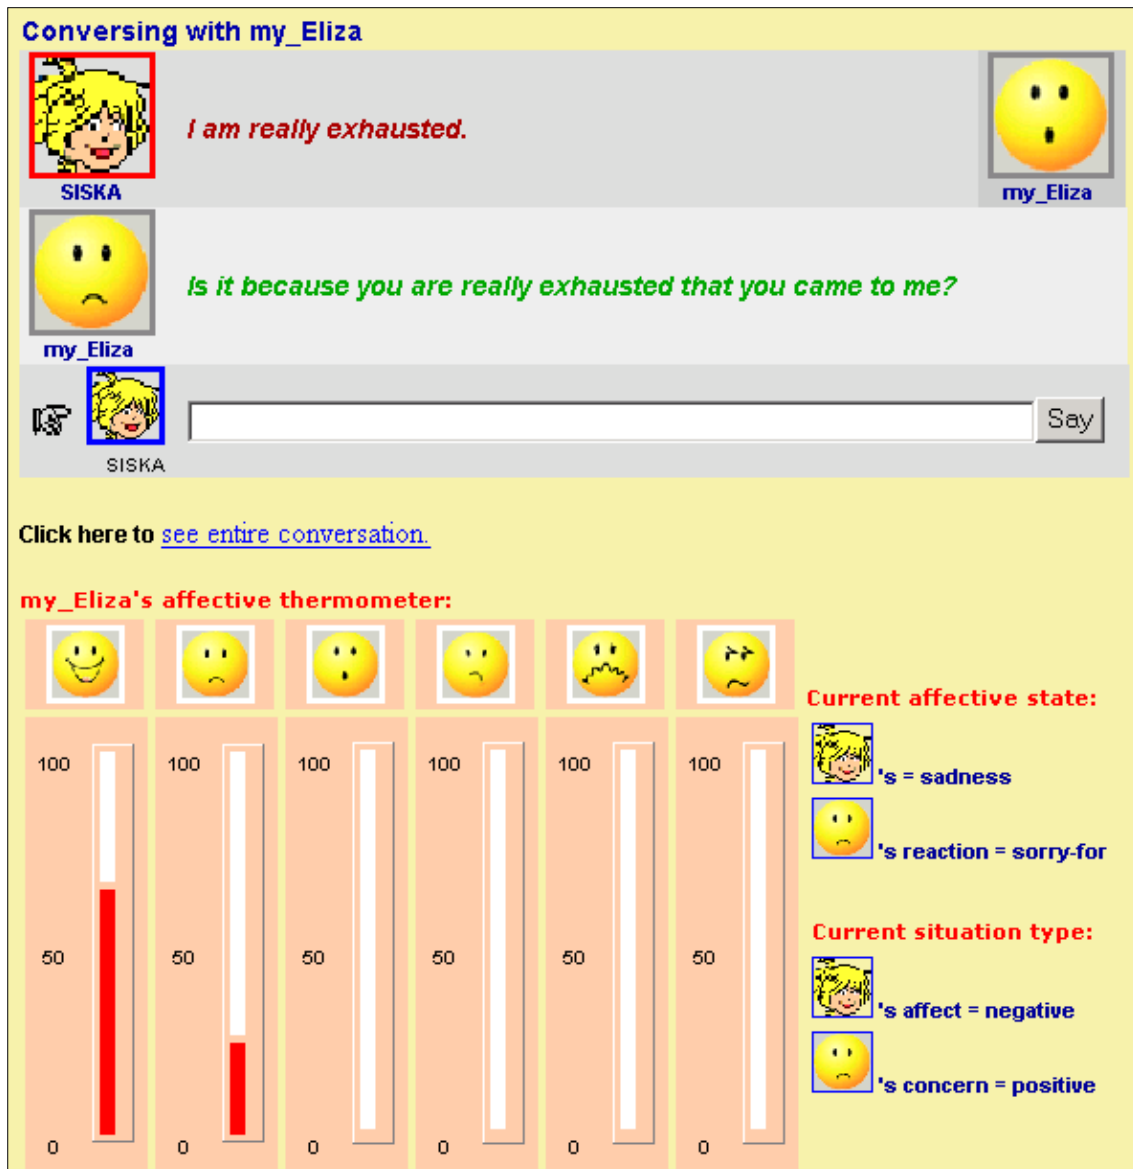 Conversing with my_Eliza
I am really exhausted.
SISKA
my_Eliza
Is it because you are really exhausted that you came to me?
my_Eliza
Say
SISKA
Click here to see entire conversation.
my_Eliza's affective thermometer:
Current affective state:
's = sadness
's reaction = sorry-for
Current situation type:
's affect = negative
's concern = positive
100 100 100 100 100 100
50 50 50 50 50 50
0 0 0 0 0 0